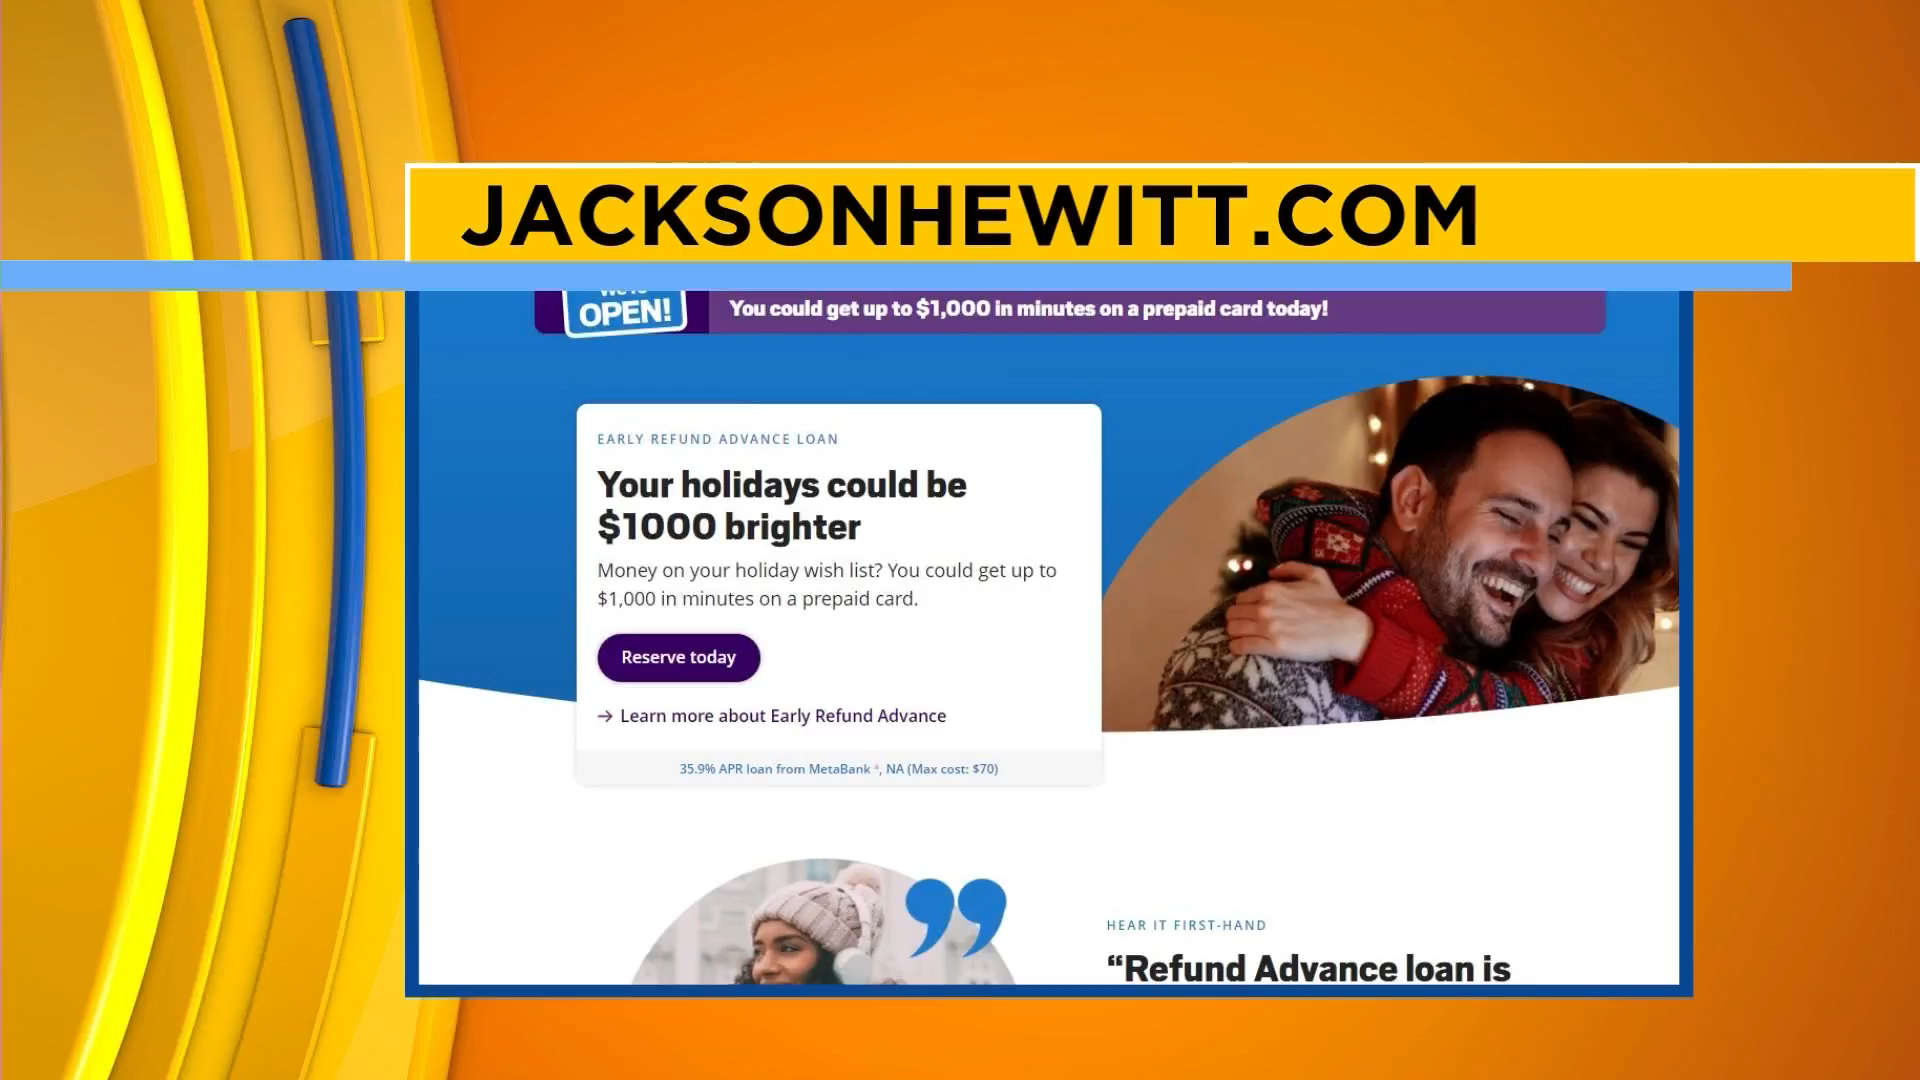 JACKSONHEWITT.COM
We're
OPEN!
You could get up to $1,000 in minutes on a prepaid card today!
EARLY REFUND ADVANCE LOAN
Your holidays could be
$1000 brighter
Money on your holiday wish list? You could get up to
$1,000 in minutes on a prepaid card.
Reserve today
→ Learn more about Early Refund Advance
35.9% APR loan from MetaBank®, NA (Max cost: $70)
”
HEAR IT FIRST-HAND
“Refund Advance loan is